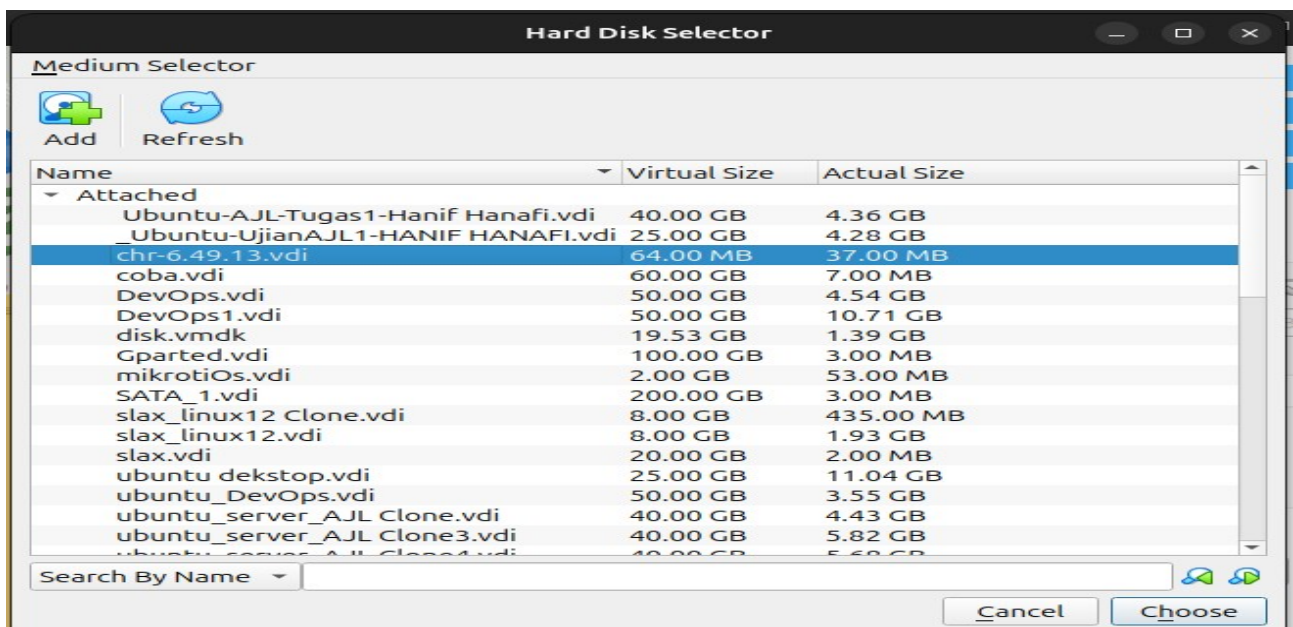 Hard Disk Selector
Medium Selector
Add Refresh
Name Virtual Size Actual Size
Attached
Ubuntu-AJL-Tugas1-Hanif Hanafi.vdi 40.00 GB 4.36 GB
_Ubuntu-UjianAJL1-HANIF HANAFI.vdi 25.00 GB 4.28 GB
chr-6.49.13.vdi 64.00 MB 37.00 MB
coba.vdi 60.00 GB 7.00 MB
DevOps.vdi 50.00 GB 4.54 GB
DevOps1.vdi 50.00 GB 10.71 GB
disk.vmdk 19.53 GB 1.39 GB
Gparted.vdi 100.00 GB 3.00 MB
mikrotiOs.vdi 2.00 GB 53.00 MB
SATA_1.vdi 200.00 GB 3.00 MB
slax_linux12 Clone.vdi 8.00 GB 435.00 MB
slax_linux12.vdi 8.00 GB 1.93 GB
slax.vdi 20.00 GB 2.00 MB
ubuntu dekstop.vdi 25.00 GB 11.04 GB
ubuntu_DevOps.vdi 50.00 GB 3.55 GB
ubuntu_server_AJL Clone.vdi 40.00 GB 4.43 GB
ubuntu_server_AJL Clone3.vdi 40.00 GB 5.82 GB
Search By Name
Cancel Choose